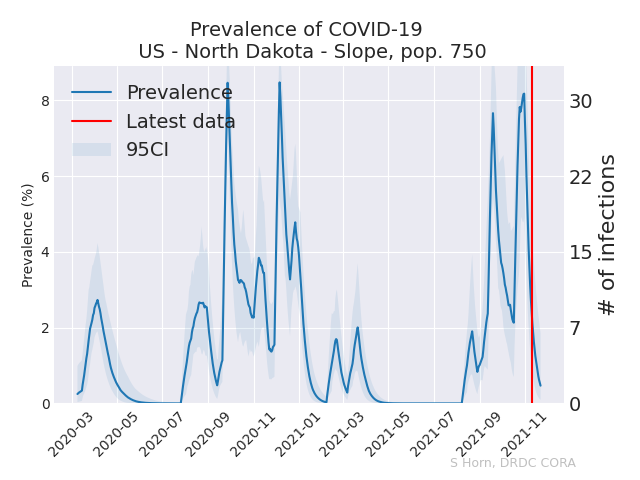 Prevalence of COVID-19
US - North Dakota - Slope, pop. 750
Prevalence
Latest data
95CI
Prevalence (%)
8
6
4
2
0
# of infections
30
22
15
7
0
2020-03
2020-05
2020-07
2020-09
2020-11
2021-01
2021-03
2021-05
2021-07
2021-09
2021-11
S Horn, DRDC CORA